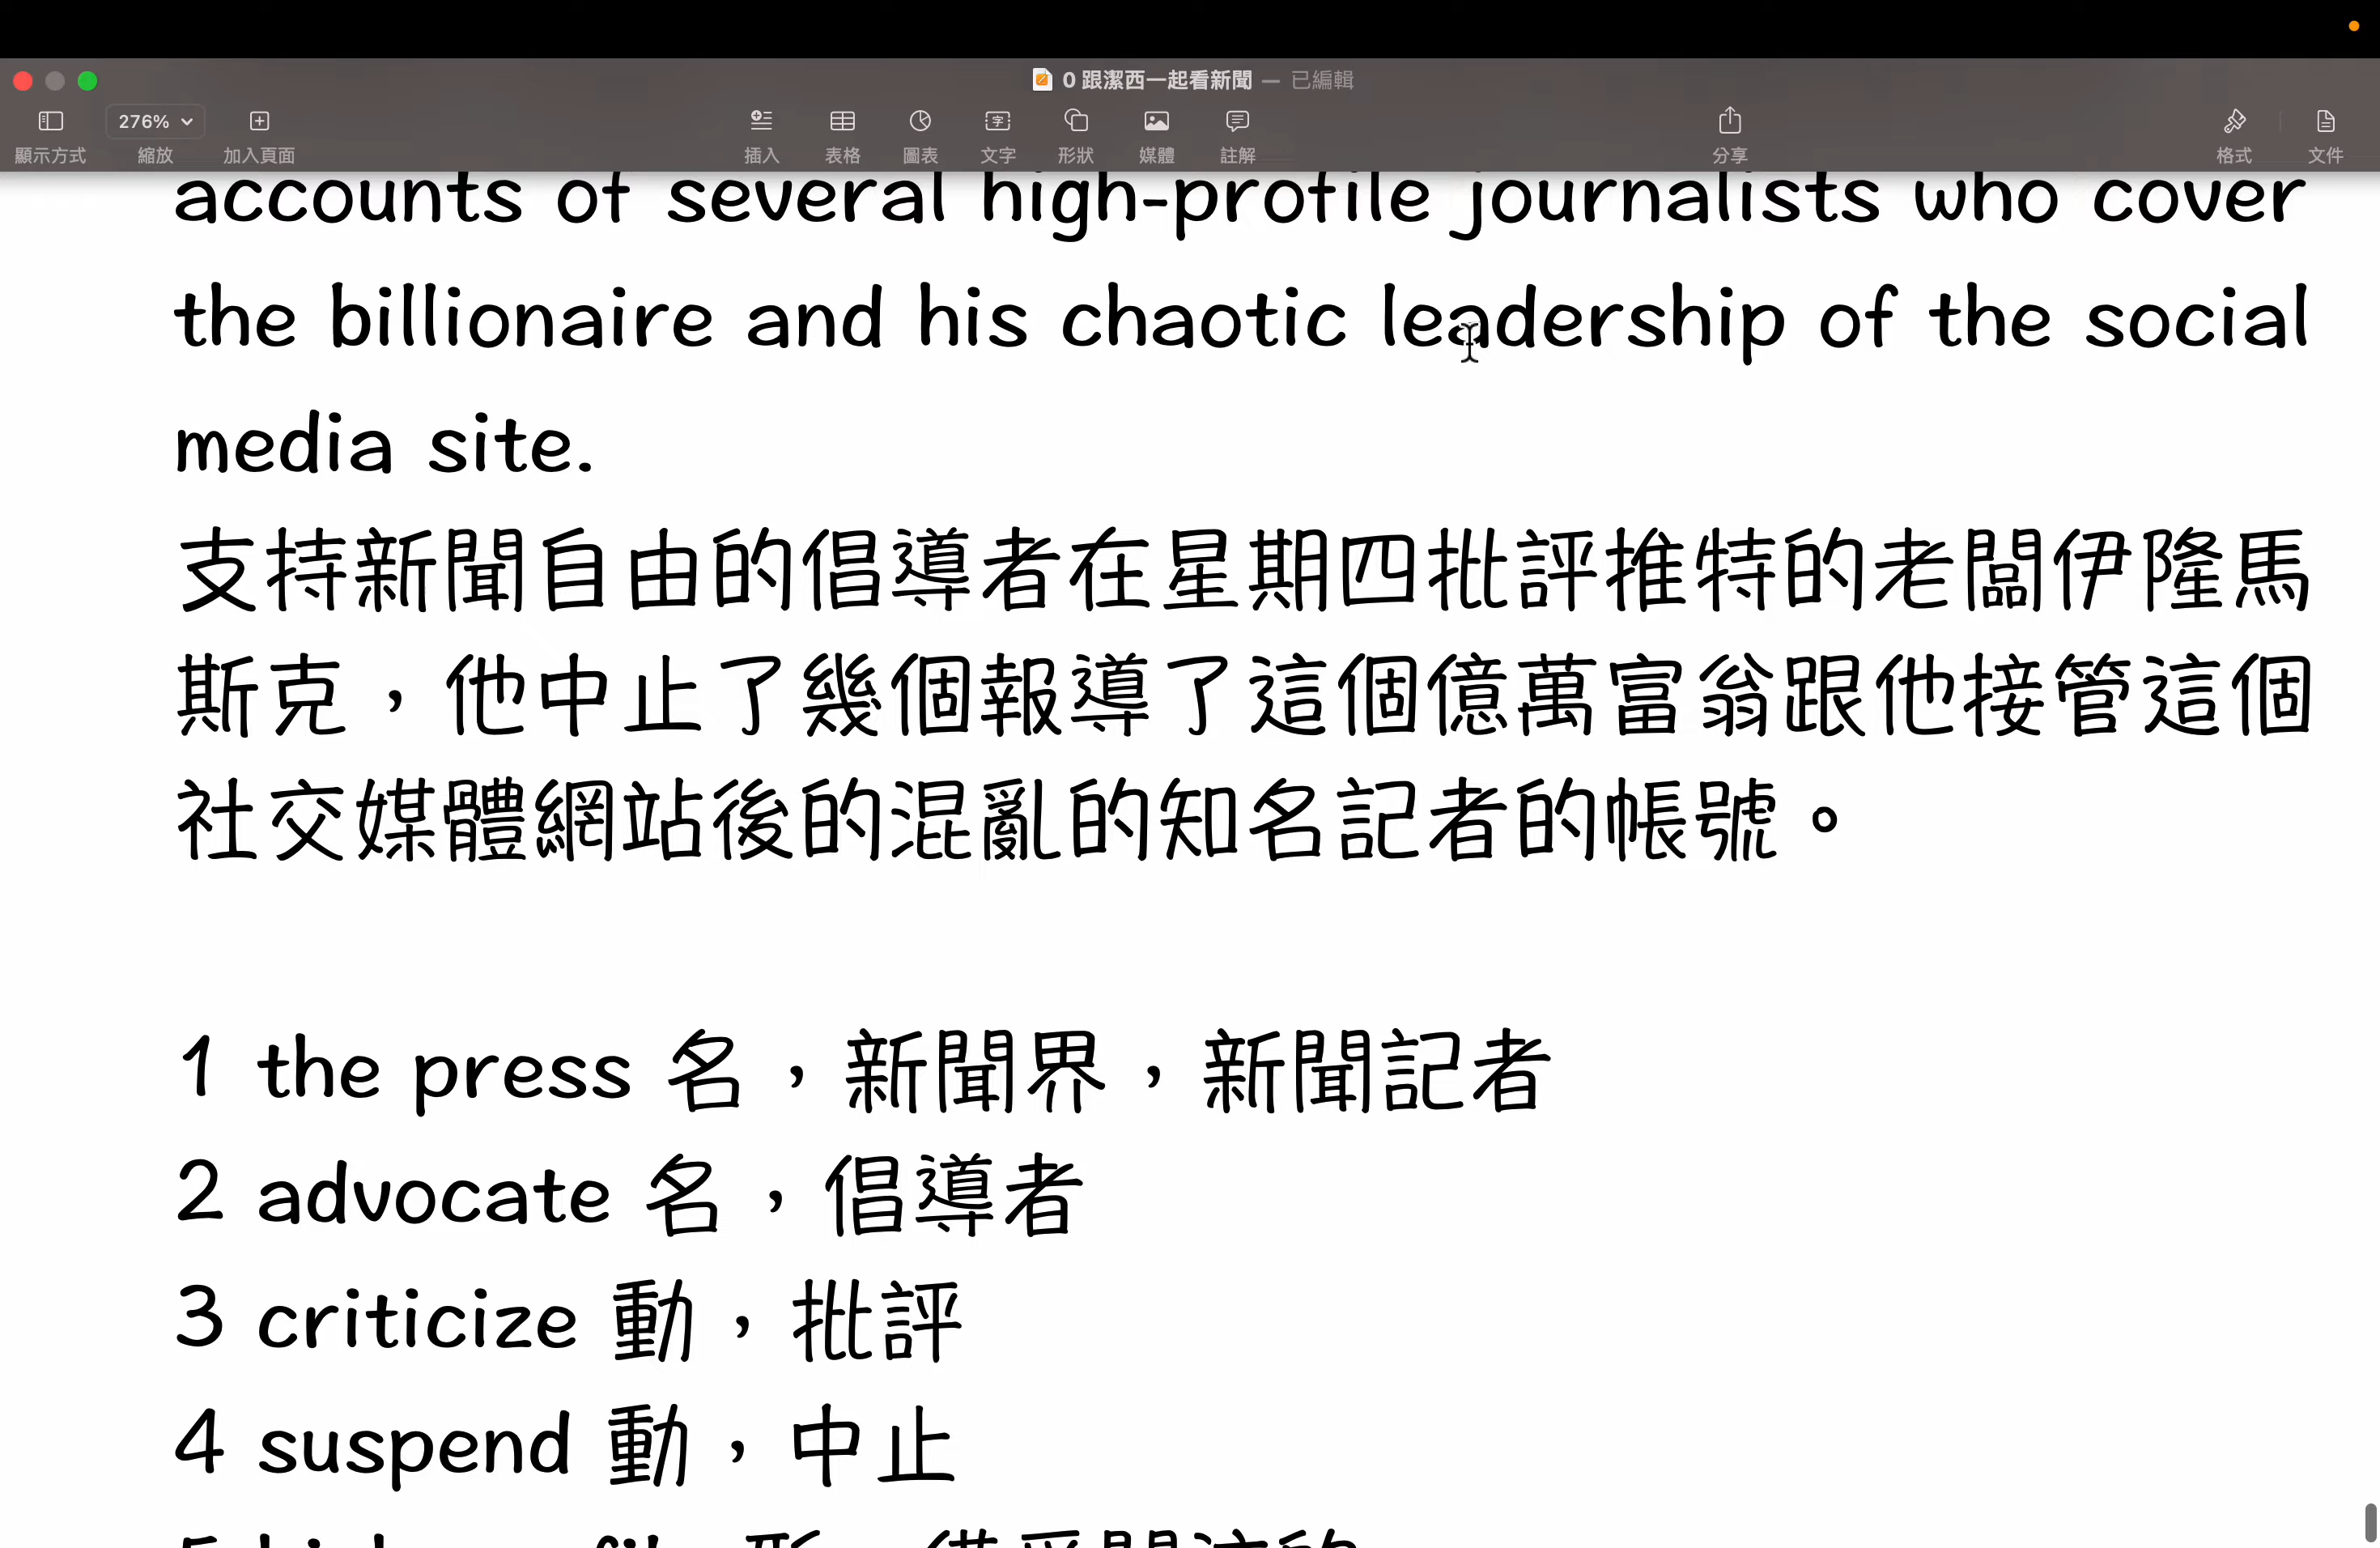 0 跟潔西一起看新聞 — 已編輯
276%
顯示方式 縮放 加入頁面 插入 表格 圖表 文字 形狀 媒體 註解 分享 格式 文件
accounts of several high-profile journalists who cover
the billionaire and his chaotic leadership of the social
media site.
支持新聞自由的倡導者在星期四批評推特的老闆伊隆馬
斯克，他中止了幾個報導了這個億萬富翁跟他接管這個
社交媒體網站後的混亂的知名記者的帳號。
1 the press 名，新聞界，新聞記者
2 advocate 名，倡導者
3 criticize 動，批評
4 suspend 動，中止